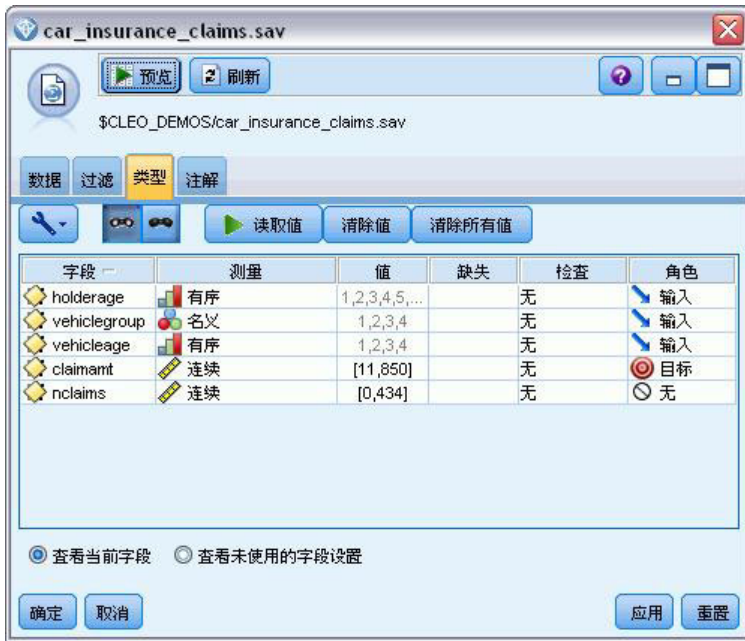 car_insurance_claims.sav
预览 刷新
$CLEO_DEMOS/car_insurance_claims.sav
数据 过滤 类型 注解
读取值 清除值 清除所有值
字段 测量 值 缺失 检查 角色
holderage 有序 1,2,3,4,5,... 无 输入
vehiclegroup 名义 1,2,3,4 无 输入
vehicleage 有序 1,2,3,4 无 输入
claimamt 连续 [11,850] 无 目标
nclaims 连续 [0,434] 无 无
查看当前字段 查看未使用的字段设置
确定 取消 应用 重置